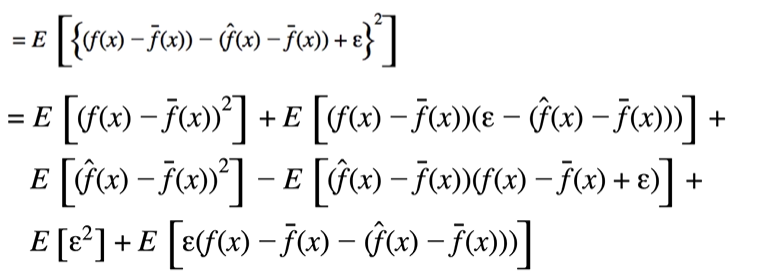 = E [{(f(x) − f̄(x)) − (f̂(x) − f̄(x)) + ε}²]
= E [(f(x) − f̄(x))²] + E [(f(x) − f̄(x))(ε − (f̂(x) − f̄(x)))] +
E [(f̂(x) − f̄(x))²] − E [(f̂(x) − f̄(x))(f(x) − f̄(x) + ε)] +
E [ε²] + E [ε(f(x) − f̄(x) − (f̂(x) − f̄(x)))]